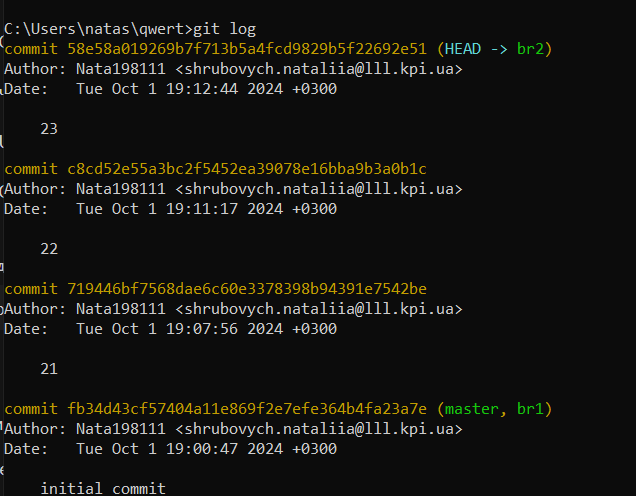 C:\Users\natas\qwert>git log
commit 58e58a019269b7f713b5a4fcd9829b5f22692e51 (HEAD -> br2)
Author: Nata198111 <shrubovych.nataliia@lll.kpi.ua>
Date:   Tue Oct 1 19:12:44 2024 +0300
23
commit c8cd52e55a3bc2f5452ea39078e16bba9b3a0b1c
Author: Nata198111 <shrubovych.nataliia@lll.kpi.ua>
Date:   Tue Oct 1 19:11:17 2024 +0300
22
commit 719446bf7568dae6c60e3378398b94391e7542be
Author: Nata198111 <shrubovych.nataliia@lll.kpi.ua>
Date:   Tue Oct 1 19:07:56 2024 +0300
21
commit fb34d43cf57404a11e869f2e7efe364b4fa23a7e (master, br1)
Author: Nata198111 <shrubovych.nataliia@lll.kpi.ua>
Date:   Tue Oct 1 19:00:47 2024 +0300
initial commit